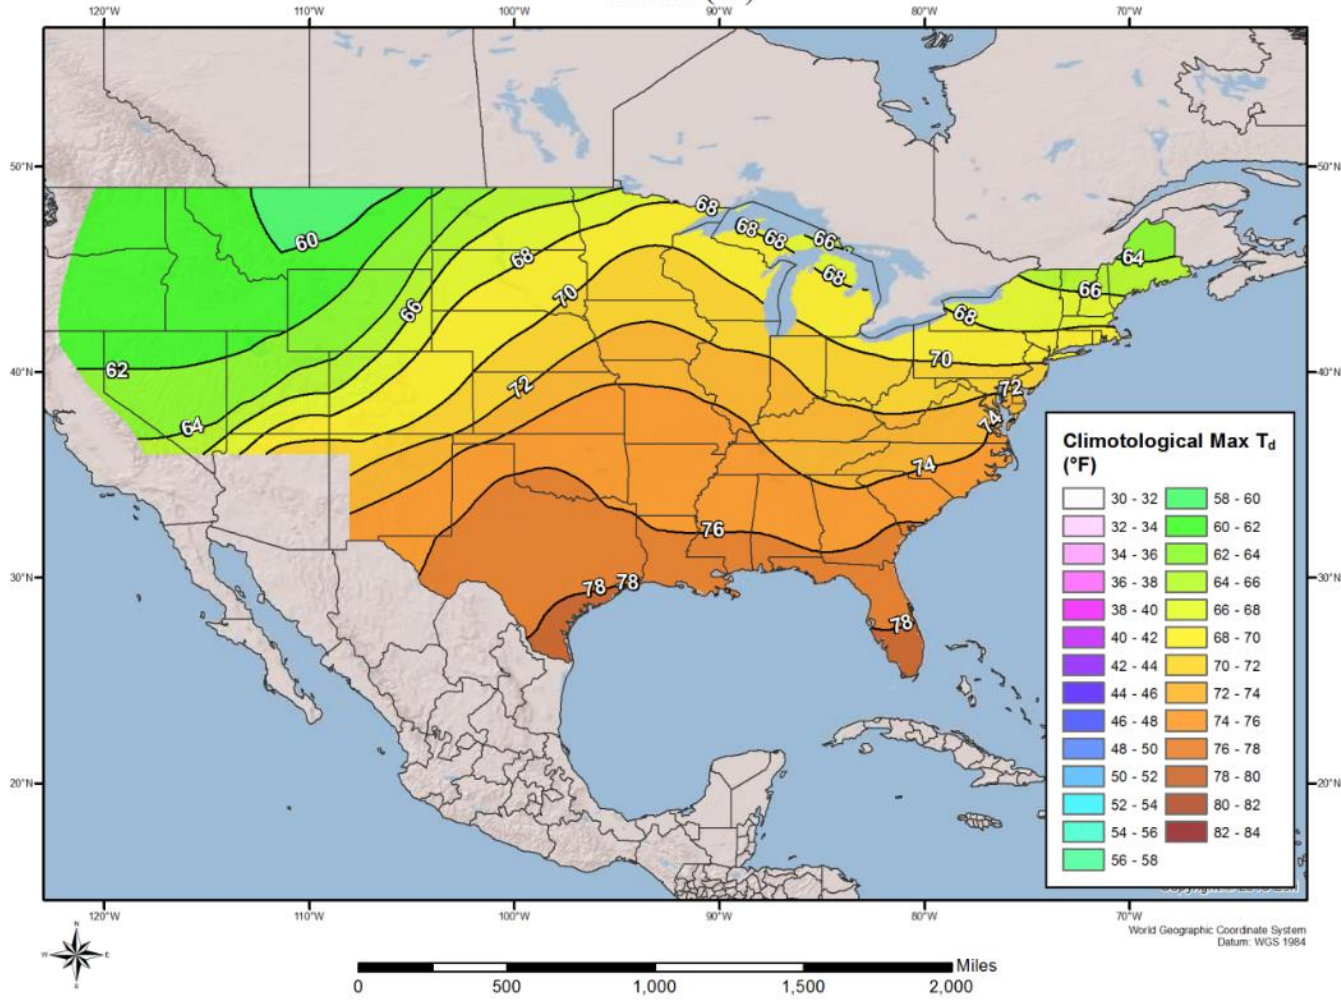 120°W 110°W 100°W 90°W 80°W 70°W
50°N 50°N
40°N 40°N
30°N 30°N
20°N 20°N
60
62
64
66
68
70
72
68
68
68
66
68
64
66
68
70
72
74
74
76
78
78
78
Climotological Max Td
(°F)
30 - 32 58 - 60
32 - 34 60 - 62
34 - 36 62 - 64
36 - 38 64 - 66
38 - 40 66 - 68
40 - 42 68 - 70
42 - 44 70 - 72
44 - 46 72 - 74
46 - 48 74 - 76
48 - 50 76 - 78
50 - 52 78 - 80
52 - 54 80 - 82
54 - 56 82 - 84
56 - 58
120°W 110°W 100°W 90°W 80°W 70°W
World Geographic Coordinate System
Datum: WGS 1984
N
W E
S
Miles
0 500 1,000 1,500 2,000